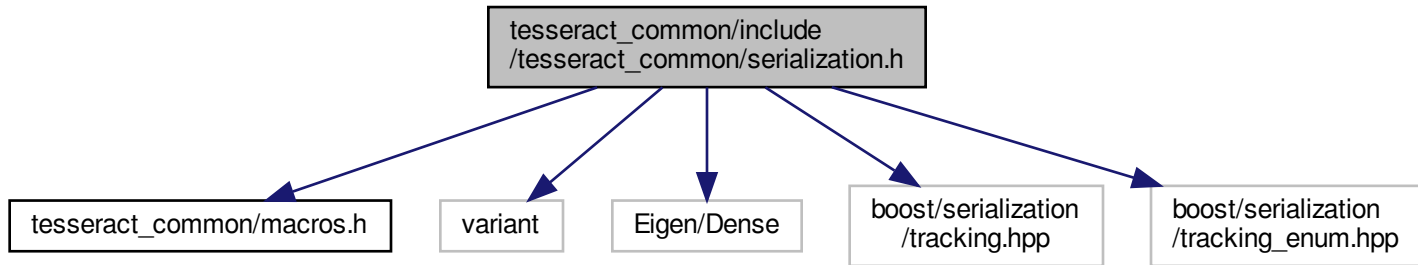 tesseract_common/include
/tesseract_common/serialization.h
tesseract_common/macros.h
variant
Eigen/Dense
boost/serialization
/tracking.hpp
boost/serialization
/tracking_enum.hpp